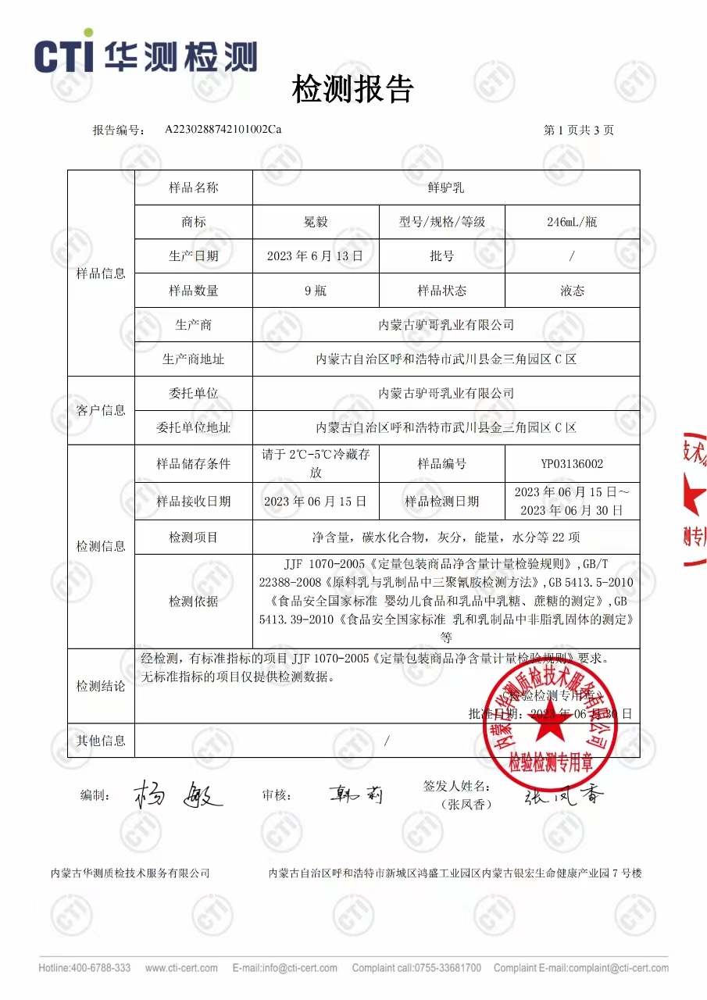 CTI 华测检测
检测报告
报告编号： A2230288742101002Ca 第 1 页共 3 页
样品信息
样品名称 鲜驴乳
商标 冕毅 型号/规格/等级 246mL/瓶
生产日期 2023 年 6 月 13 日 批号 /
样品数量 9 瓶 样品状态 液态
生产商 内蒙古驴哥乳业有限公司
生产商地址 内蒙古自治区呼和浩特市武川县金三角园区 C 区
客户信息
委托单位 内蒙古驴哥乳业有限公司
委托单位地址 内蒙古自治区呼和浩特市武川县金三角园区 C 区
检测信息
样品储存条件 请于 2℃-5℃冷藏存放 样品编号 YP03136002
样品接收日期 2023 年 06 月 15 日 样品检测日期 2023 年 06 月 15 日～
2023 年 06 月 30 日
检测项目 净含量，碳水化合物，灰分，能量，水分等 22 项
检测依据
JJF 1070-2005《定量包装商品净含量计量检验规则》,GB/T
22388-2008《原料乳与乳制品中三聚氰胺检测方法》,GB 5413.5-2010
《食品安全国家标准 婴幼儿食品和乳品中乳糖、蔗糖的测定》,GB
5413.39-2010《食品安全国家标准 乳和乳制品中非脂乳固体的测定》
等
检测结论
经检测，有标准指标的项目 JJF 1070-2005《定量包装商品净含量计量检验规则》要求。
无标准指标的项目仅提供检测数据。
（检验检测专用章）
批准日期：2023 年 06 月 30 日
内蒙古华测质检技术服务有限公司
检验检测专用章
其他信息 /
编制： 杨敏 审核： 韩莉 签发人姓名：
（张凤香） 张凤香
内蒙古华测质检技术服务有限公司 内蒙古自治区呼和浩特市新城区鸿盛工业园区内蒙古银宏生命健康产业园 7 号楼
Hotline:400-6788-333 www.cti-cert.com E-mail:info@cti-cert.com Complaint call:0755-33681700 Complaint E-mail:complaint@cti-cert.com